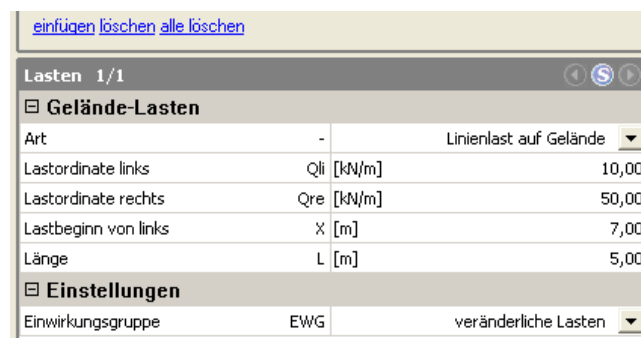 einfügen löschen alle löschen
Lasten 1/1 S
Gelände-Lasten
Art - Linienlast auf Gelände
Lastordinate links Qli [kN/m] 10,00
Lastordinate rechts Qre [kN/m] 50,00
Lastbeginn von links X [m] 7,00
Länge L [m] 5,00
Einstellungen
Einwirkungsgruppe EWG veränderliche Lasten